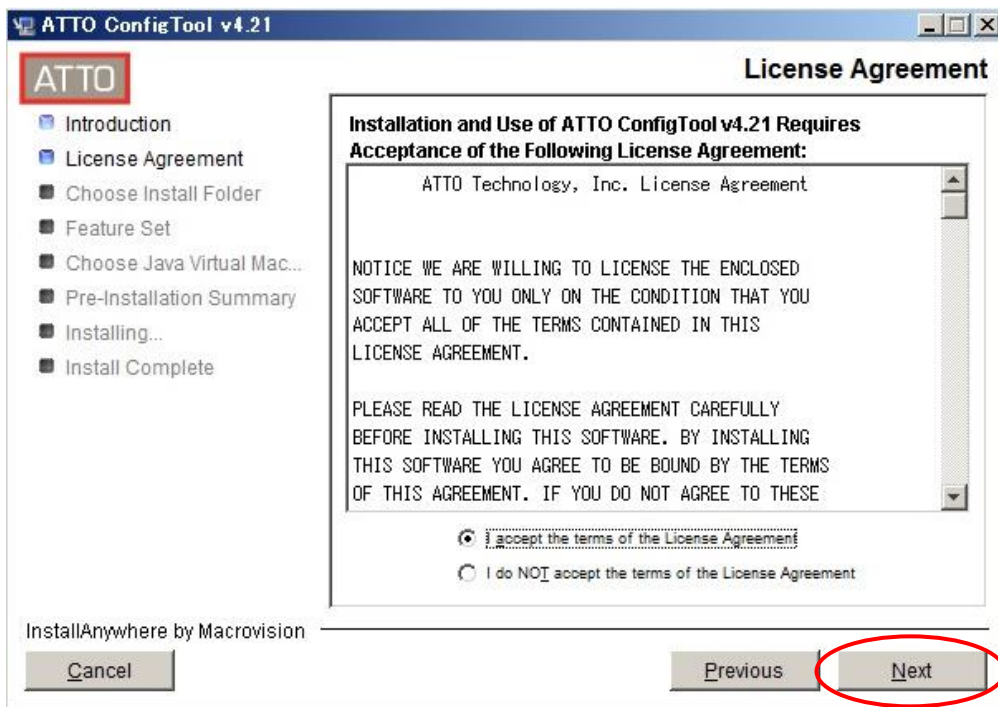 ATTO ConfigTool v4.21
ATTO
License Agreement
Introduction
License Agreement
Choose Install Folder
Feature Set
Choose Java Virtual Mac...
Pre-Installation Summary
Installing...
Install Complete
Installation and Use of ATTO ConfigTool v4.21 Requires
Acceptance of the Following License Agreement:
ATTO Technology, Inc. License Agreement
NOTICE WE ARE WILLING TO LICENSE THE ENCLOSED
SOFTWARE TO YOU ONLY ON THE CONDITION THAT YOU
ACCEPT ALL OF THE TERMS CONTAINED IN THIS
LICENSE AGREEMENT.
PLEASE READ THE LICENSE AGREEMENT CAREFULLY
BEFORE INSTALLING THIS SOFTWARE. BY INSTALLING
THIS SOFTWARE YOU AGREE TO BE BOUND BY THE TERMS
OF THIS AGREEMENT. IF YOU DO NOT AGREE TO THESE
I accept the terms of the License Agreement
I do NOT accept the terms of the License Agreement
InstallAnywhere by Macrovision
Cancel
Previous
Next